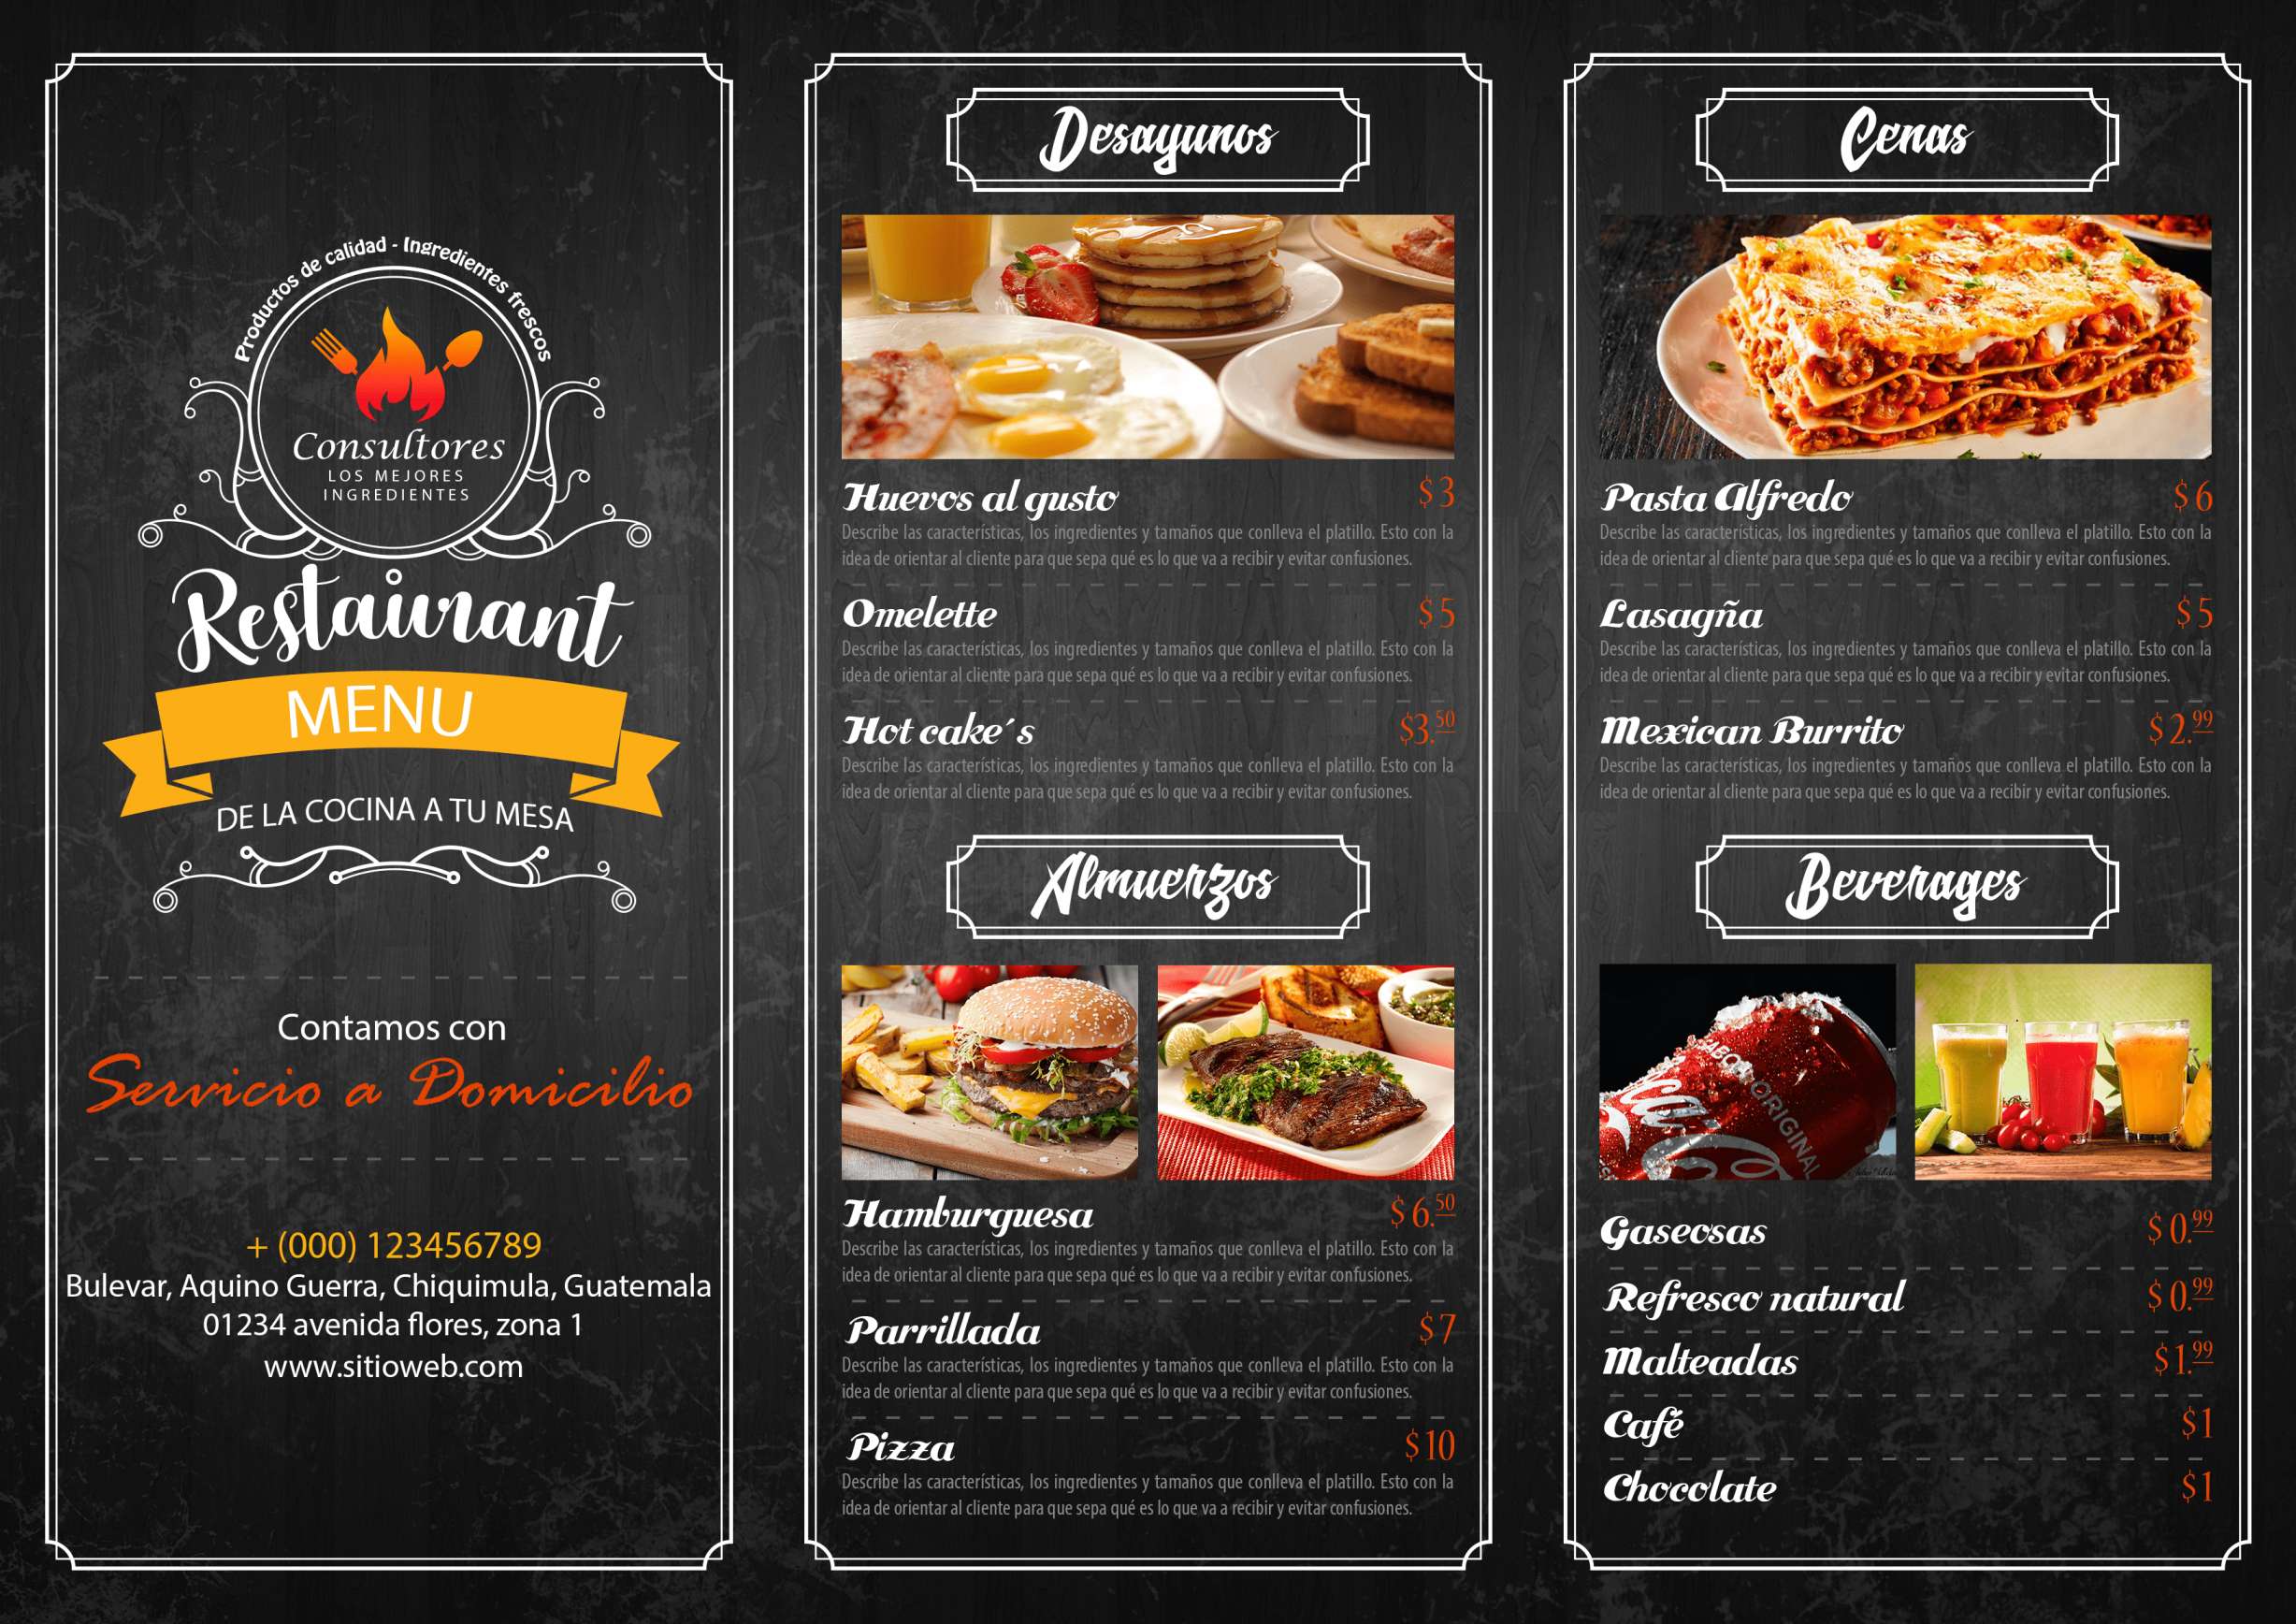 Productos de calidad - Ingredientes frescos
Consultores
LOS MEJORES
INGREDIENTES
Restaurant
MENU
DE LA COCINA A TU MESA
Contamos con
Servicio a Domicilio
+ (000) 123456789
Bulevar, Aquino Guerra, Chiquimula, Guatemala
01234 avenida flores, zona 1
www.sitioweb.com
Desayunos
Huevos al gusto $3
Describe las características, los ingredientes y tamaños que conlleva el platillo. Esto con la
idea de orientar al cliente para que sepa qué es lo que va a recibir y evitar confusiones.
Omelette $5
Describe las características, los ingredientes y tamaños que conlleva el platillo. Esto con la
idea de orientar al cliente para que sepa qué es lo que va a recibir y evitar confusiones.
Hot cake´s $3.50
Describe las características, los ingredientes y tamaños que conlleva el platillo. Esto con la
idea de orientar al cliente para que sepa qué es lo que va a recibir y evitar confusiones.
Almuerzos
Hamburguesa $6.50
Describe las características, los ingredientes y tamaños que conlleva el platillo. Esto con la
idea de orientar al cliente para que sepa qué es lo que va a recibir y evitar confusiones.
Parrillada $7
Describe las características, los ingredientes y tamaños que conlleva el platillo. Esto con la
idea de orientar al cliente para que sepa qué es lo que va a recibir y evitar confusiones.
Pizza $10
Describe las características, los ingredientes y tamaños que conlleva el platillo. Esto con la
idea de orientar al cliente para que sepa qué es lo que va a recibir y evitar confusiones.
Cenas
Pasta Alfredo $6
Describe las características, los ingredientes y tamaños que conlleva el platillo. Esto con la
idea de orientar al cliente para que sepa qué es lo que va a recibir y evitar confusiones.
Lasagña $5
Describe las características, los ingredientes y tamaños que conlleva el platillo. Esto con la
idea de orientar al cliente para que sepa qué es lo que va a recibir y evitar confusiones.
Mexican Burrito $2.99
Describe las características, los ingredientes y tamaños que conlleva el platillo. Esto con la
idea de orientar al cliente para que sepa qué es lo que va a recibir y evitar confusiones.
Beverages
SABOR ORIGINAL
Gaseosas $0.99
Refresco natural $0.99
Malteadas $1.99
Café $1
Chocolate $1